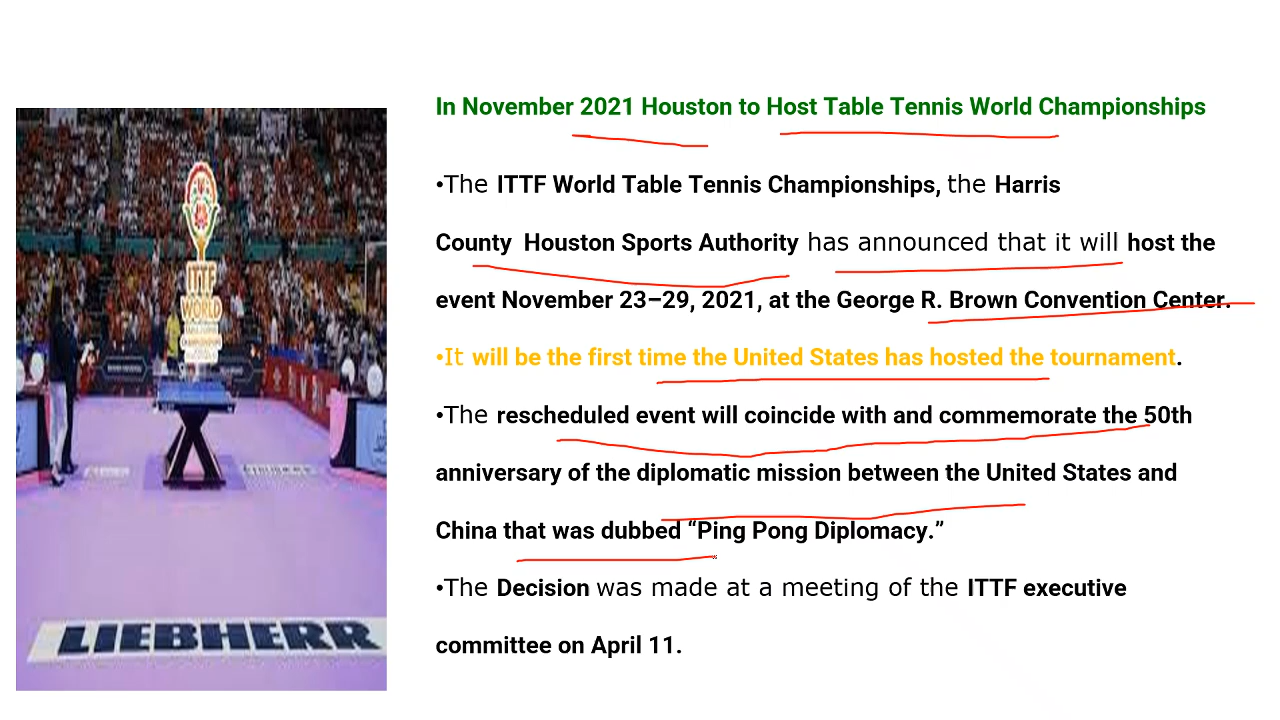 In November 2021 Houston to Host Table Tennis World Championships
•The ITTF World Table Tennis Championships, the Harris
County Houston Sports Authority has announced that it will host the
event November 23–29, 2021, at the George R. Brown Convention Center.
•It will be the first time the United States has hosted the tournament.
•The rescheduled event will coincide with and commemorate the 50th
anniversary of the diplomatic mission between the United States and
China that was dubbed “Ping Pong Diplomacy.”
•The Decision was made at a meeting of the ITTF executive
committee on April 11.
ITTF
WORLD
LIEBHERR